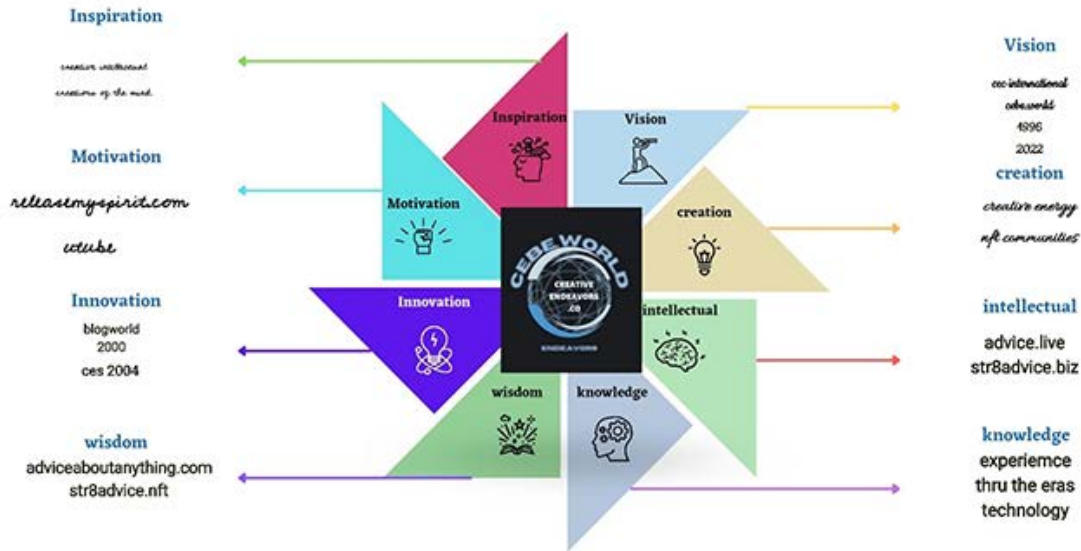 Inspiration
creative intellectual
creations of the mind
Motivation
releasemyspirit.com
Innovation
blogworld
2000
ces 2004
wisdom
adviceaboutanything.com
str8advice.nft
Inspiration
Motivation
Innovation
wisdom
Vision
creation
intellectual
knowledge
CEBE WORLD
CREATIVE
ENDEAVORS
.CO
ENDEAVORS
Vision
cec-international
cebe.world
1996
2022
creation
creative energy
nft communities
intellectual
advice.live
str8advice.biz
knowledge
experiemce
thru the eras
technology